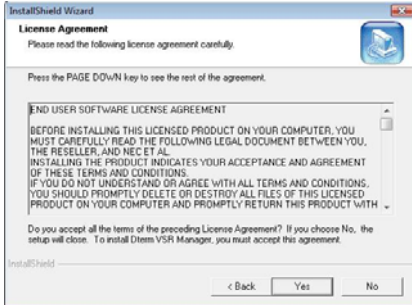 InstallShield Wizard
License Agreement
Please read the following license agreement carefully.
Press the PAGE DOWN key to see the rest of the agreement.
END USER SOFTWARE LICENSE AGREEMENT
BEFORE INSTALLING THIS LICENSED PRODUCT ON YOUR COMPUTER, YOU
MUST CAREFULLY READ THE FOLLOWING LEGAL DOCUMENT BETWEEN YOU,
THE RESELLER, AND NEC ET AL.
INSTALLING THE PRODUCT INDICATES YOUR ACCEPTANCE AND AGREEMENT
OF THESE TERMS AND CONDITIONS.
IF YOU DO NOT UNDERSTAND OR AGREE WITH ALL TERMS AND CONDITIONS,
YOU SHOULD PROMPTLY DELETE OR DESTROY ALL FILES OF THIS LICENSED
PRODUCT ON YOUR COMPUTER AND PROMPTLY RETURN THIS PRODUCT WITH
Do you accept all the terms of the preceding License Agreement? If you choose No, the
setup will close. To install Dterm VSR Manager, you must accept this agreement.
InstallShield
< Back
Yes
No